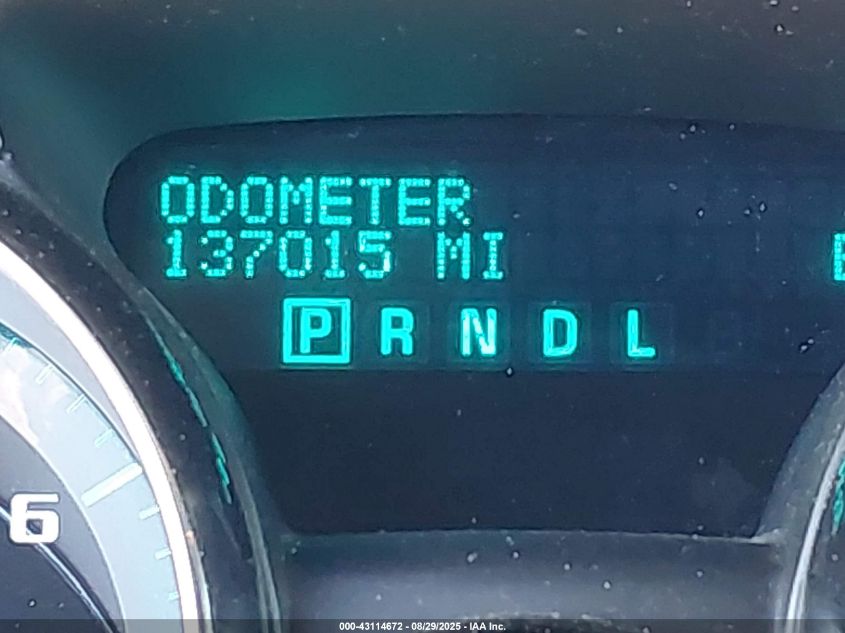 ODOMETER
137015 MI
E
P R N D L
6
000-43114672 - 08/29/2025 - IAA Inc.